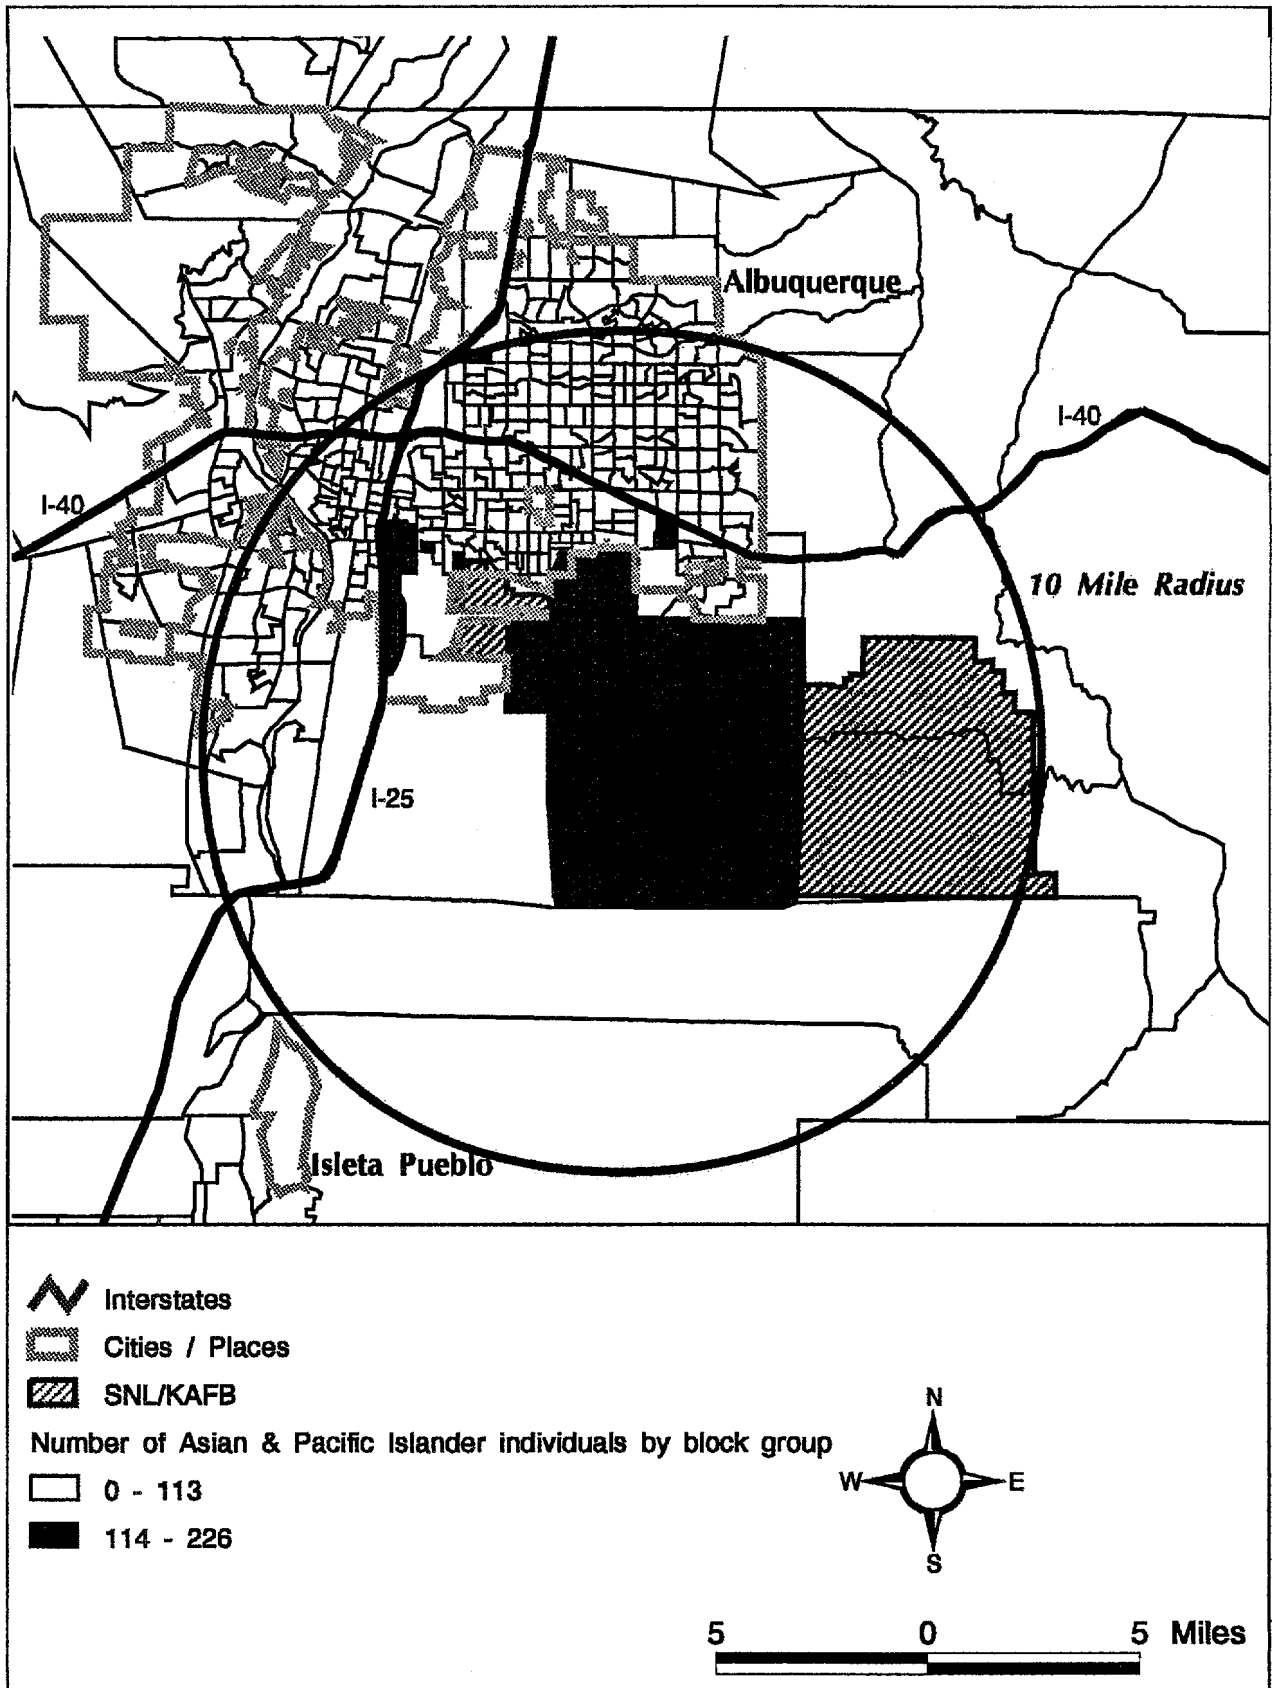 Albuquerque
I-40
I-40
10 Mile Radius
I-25
Isleta Pueblo
Interstates
Cities / Places
SNL/KAFB
Number of Asian & Pacific Islander individuals by block group
0 - 113
114 - 226
N
W E
S
5 0 5 Miles